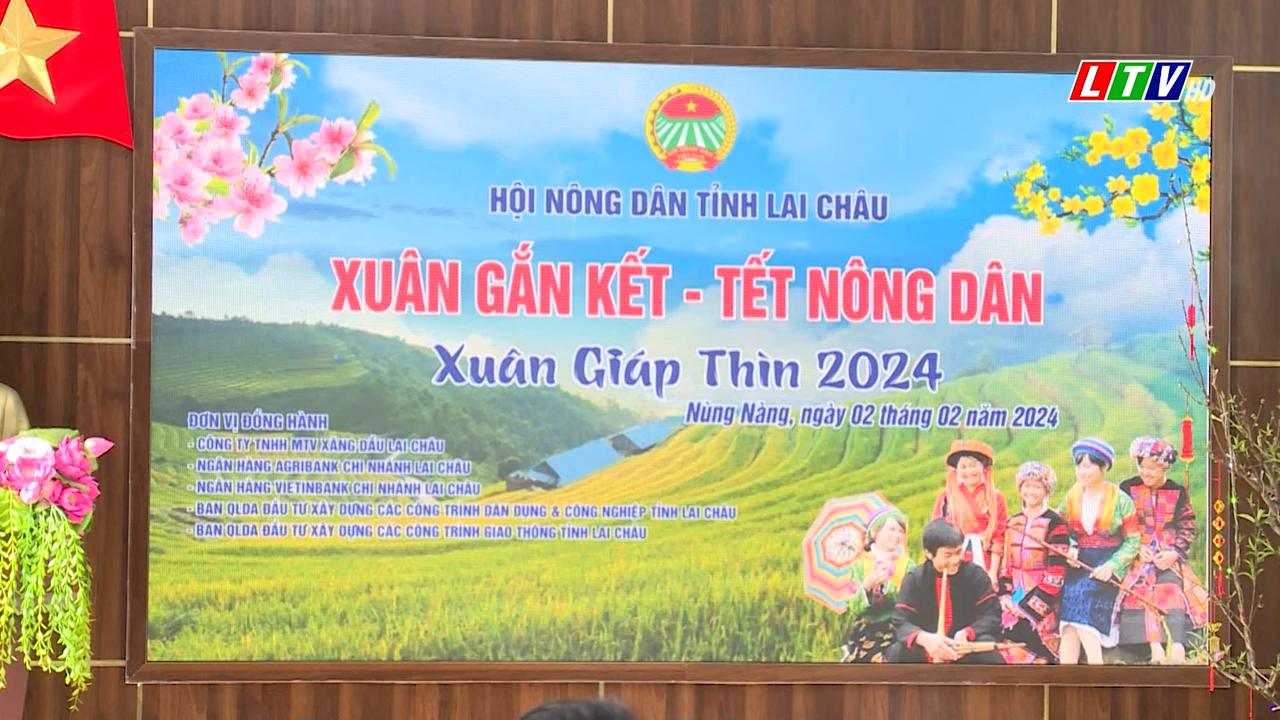 LTV HD
HỘI NÔNG DÂN TỈNH LAI CHÂU
XUÂN GẮN KẾT - TẾT NÔNG DÂN
Xuân Giáp Thìn 2024
Nùng Nàng, ngày 02 tháng 02 năm 2024
ĐƠN VỊ ĐỒNG HÀNH
- CÔNG TY TNHH MTV XĂNG DẦU LAI CHÂU
- NGÂN HÀNG AGRIBANK CHI NHÁNH LAI CHÂU
- NGÂN HÀNG VIETINBANK CHI NHÁNH LAI CHÂU
- BAN QLDA ĐẦU TƯ XÂY DỰNG CÁC CÔNG TRÌNH DÂN DỤNG & CÔNG NGHIỆP TỈNH LAI CHÂU
- BAN QLDA ĐẦU TƯ XÂY DỰNG CÁC CÔNG TRÌNH GIAO THÔNG TỈNH LAI CHÂU